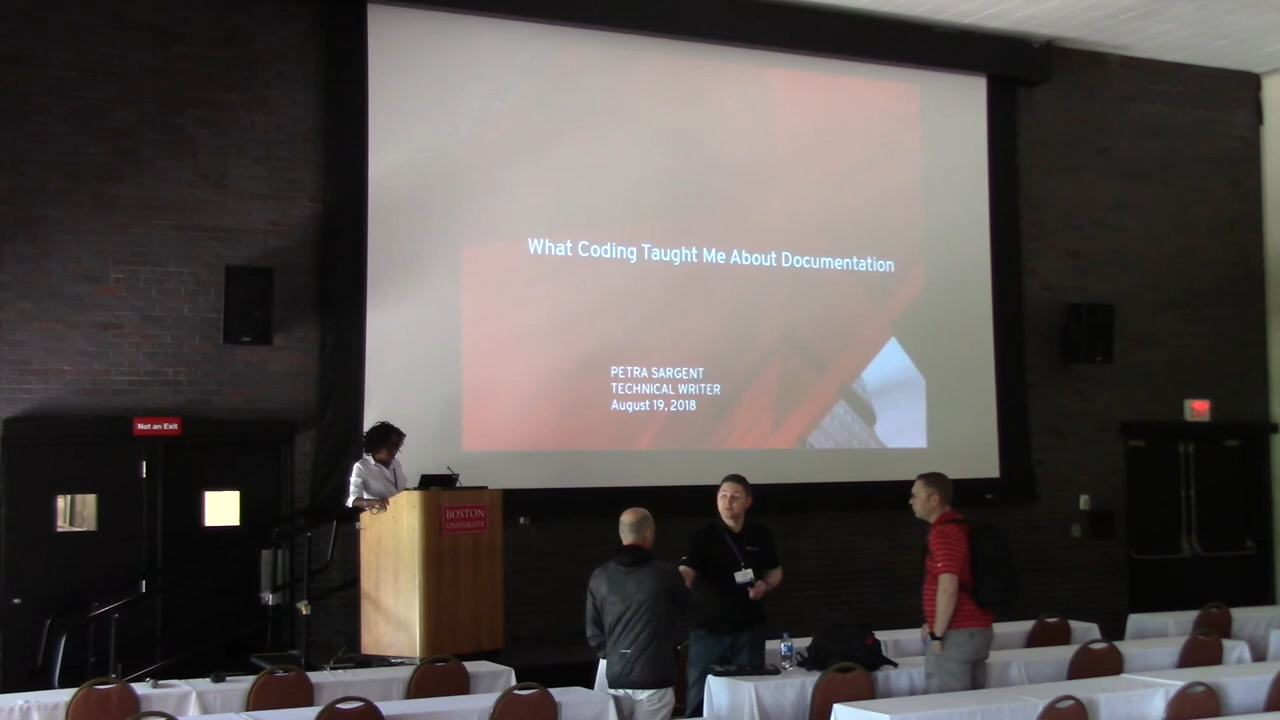 What Coding Taught Me About Documentation
PETRA SARGENT
TECHNICAL WRITER
August 19, 2018
Not an Exit
BOSTON
UNIVERSITY